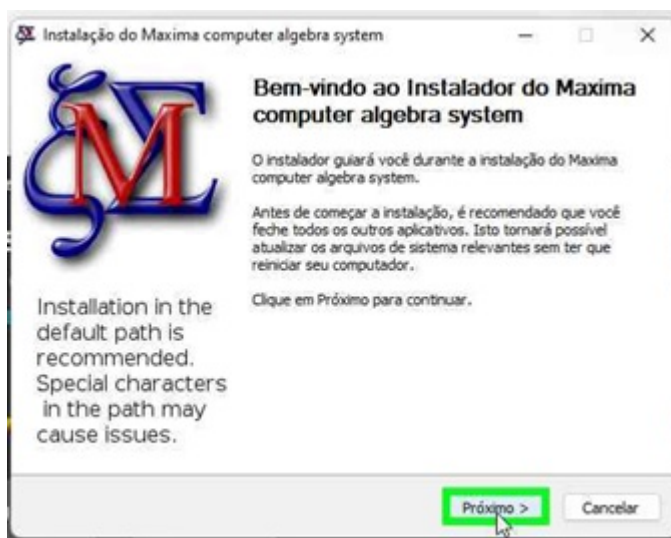 Instalação do Maxima computer algebra system
Bem-vindo ao Instalador do Maxima
computer algebra system
O instalador guiará você durante a instalação do Maxima
computer algebra system.
Antes de começar a instalação, é recomendado que você
feche todos os outros aplicativos. Isto tornará possível
atualizar os arquivos de sistema relevantes sem ter que
reiniciar seu computador.
Clique em Próximo para continuar.
Installation in the
default path is
recommended.
Special characters
in the path may
cause issues.
Próximo >
Cancelar